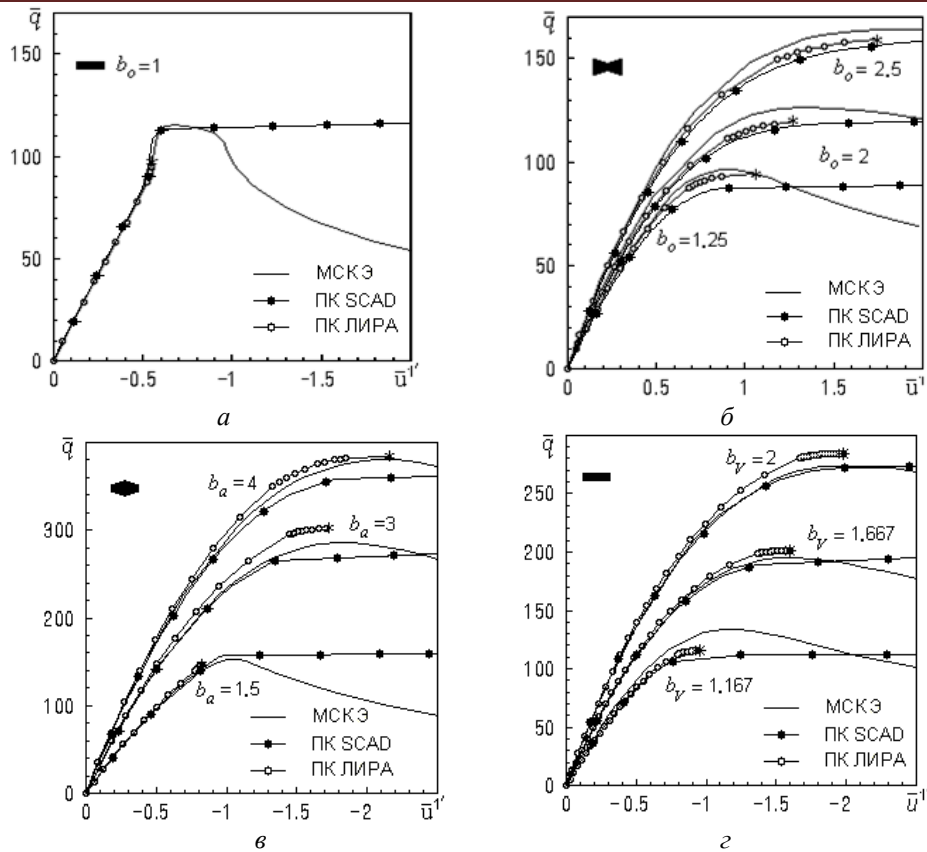 q̅
150
100
50
0
b_o = 1
МСКЭ
ПК SCAD
ПК ЛИРА
0 −0.5 −1 −1.5 u̅^1′
а
q̅
150
100
50
0
b_o = 2.5
b_o = 2
b_o = 1.25
МСКЭ
ПК SCAD
ПК ЛИРА
0 0.5 1 1.5 u̅^1′
б
q̅
300
200
100
0
b_a = 4
b_a = 3
b_a = 1.5
МСКЭ
ПК SCAD
ПК ЛИРА
0 −0.5 −1 −1.5 −2 u̅^1′
в
q̅
250
200
150
100
50
0
b_V = 2
b_V = 1.667
b_V = 1.167
МСКЭ
ПК SCAD
ПК ЛИРА
0 −0.5 −1 −1.5 −2 u̅^1′
г